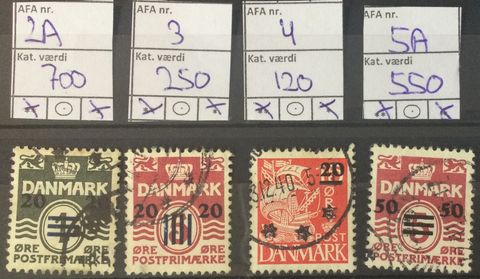 AFA nr.
2A
Kat. værdi
700
AFA nr.
3
Kat. værdi
250
AFA nr.
4
Kat. værdi
120
AFA nr.
5A
Kat. værdi
550
DANMARK
20 20
ØRE ØRE
POSTFRIMÆRKE
DANMARK
20 20
ØRE ØRE
POSTFRIMÆRKE
20
ØRE
POST
DANMARK
DANMARK
50 50
ØRE ØRE
POSTFRIMÆRKE